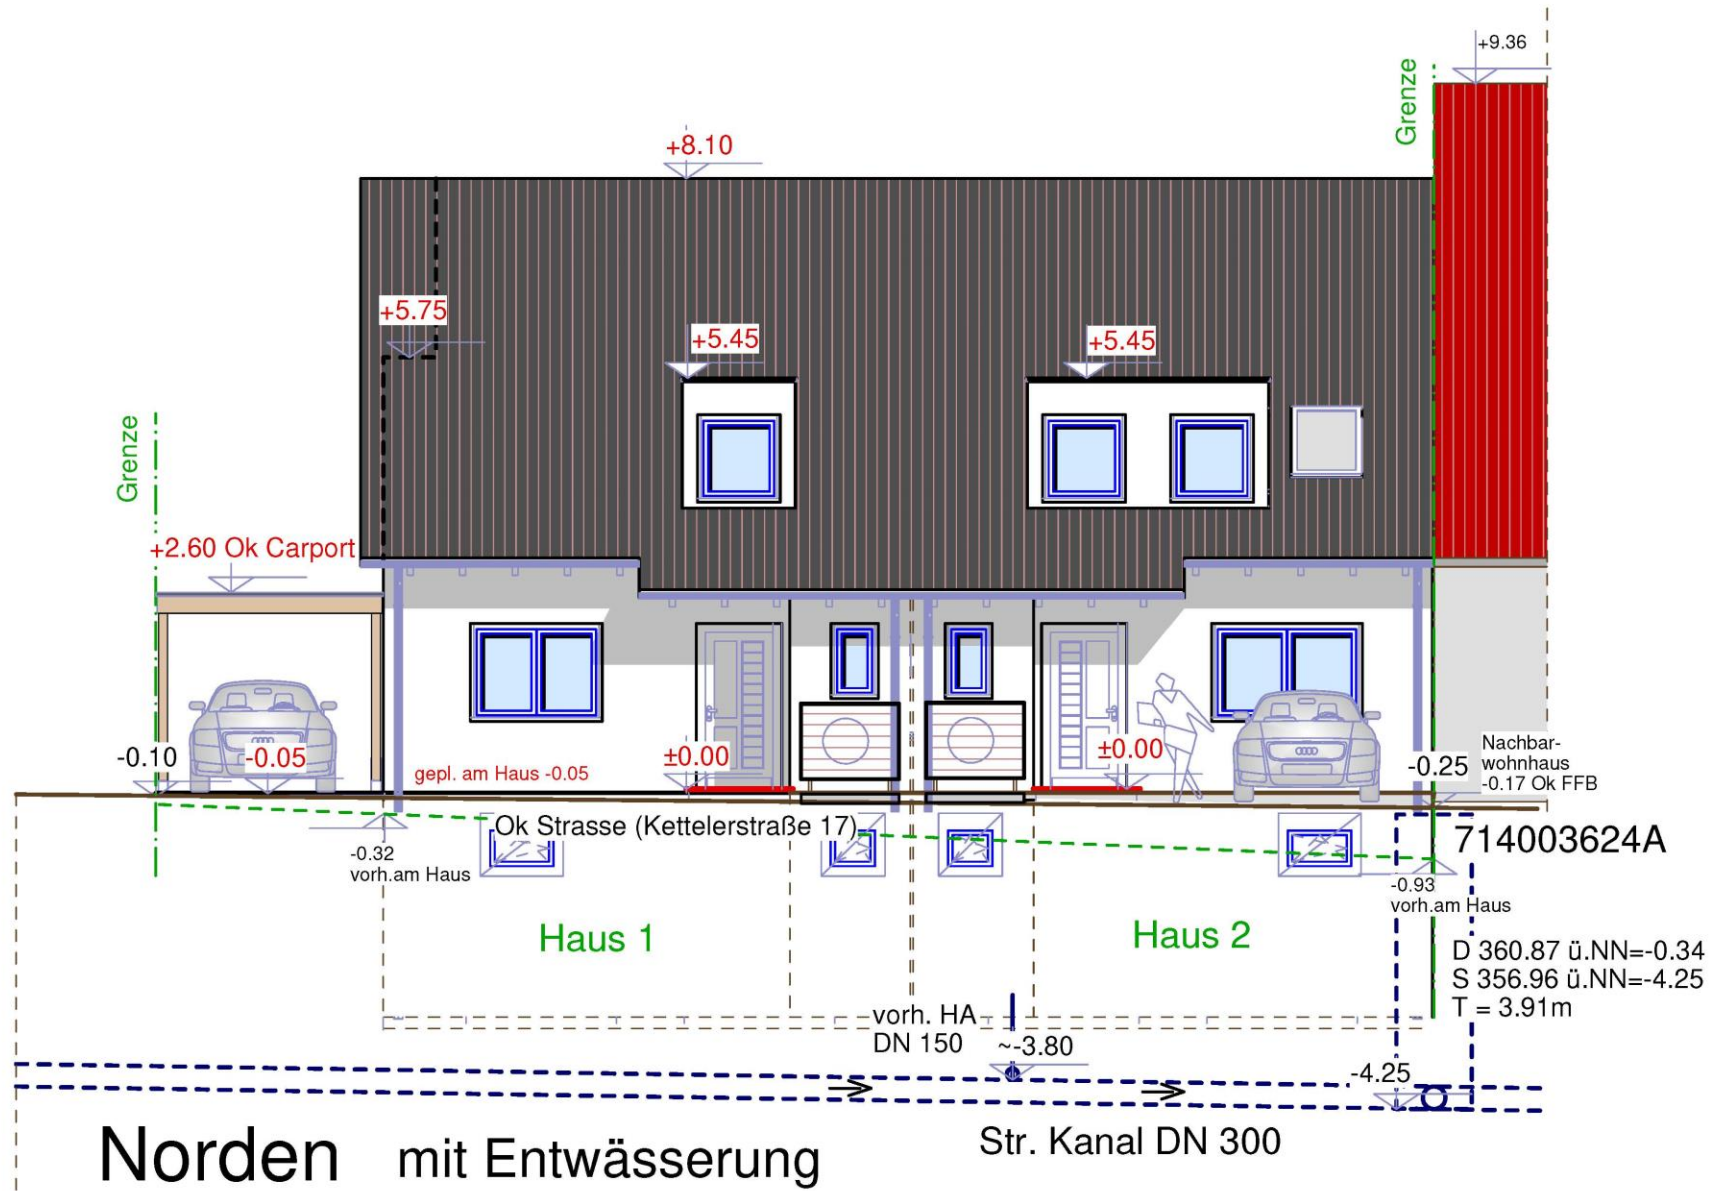 +9.36
Grenze
+8.10
+5.75
+5.45
+5.45
Grenze
+2.60 Ok Carport
-0.10
-0.05
gepl. am Haus -0.05
±0.00
±0.00
-0.25
Nachbar-
wohnhaus
-0.17 Ok FFB
Ok Strasse (Kettelerstraße 17)
714003624A
-0.32
vorh.am Haus
-0.93
vorh.am Haus
Haus 1
Haus 2
D 360.87 ü.NN=-0.34
S 356.96 ü.NN=-4.25
T = 3.91m
vorh. HA
DN 150
~-3.80
-4.25
Norden
mit Entwässerung
Str. Kanal DN 300